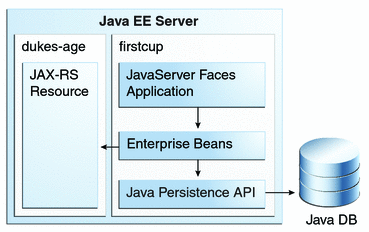 Java EE Server
dukes-age
JAX-RS
Resource
firstcup
JavaServer Faces
Application
Enterprise Beans
Java Persistence API
Java DB